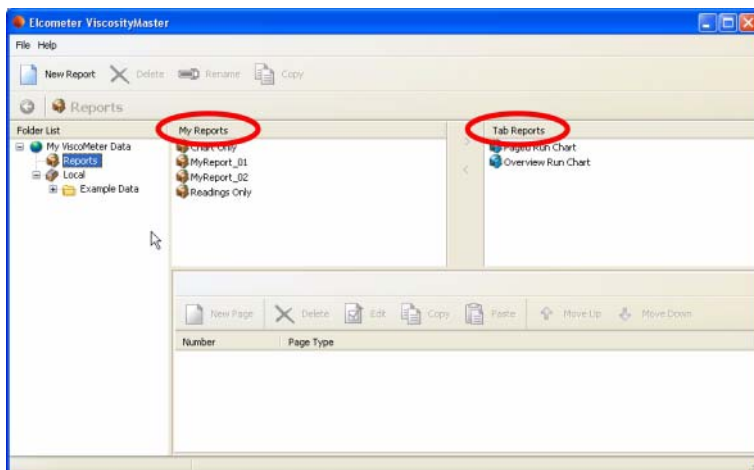 Elcometer ViscosityMaster
File Help
New Report Delete Rename Copy
Reports
Folder List
My ViscoMeter Data
Reports
Local
Example Data
My Reports
Chart Only
MyReport_01
MyReport_02
Readings Only
Tab Reports
Paged Run Chart
Overview Run Chart
New Page Delete Edit Copy Paste Move Up Move Down
Number Page Type